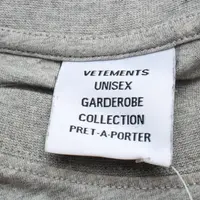 VETEMENTS
UNISEX
GARDEROBE
COLLECTION
PRET-A-PORTER